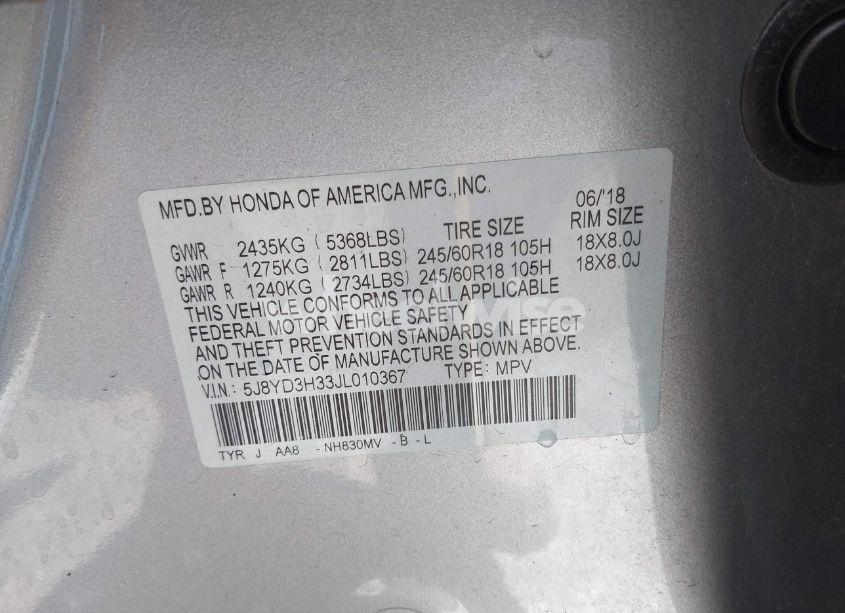 MFD.BY HONDA OF AMERICA MFG.,INC. 06/'18
TIRE SIZE RIM SIZE
GVWR 2435KG ( 5368LBS)
GAWR F 1275KG ( 2811LBS) 245/60R18 105H 18X8.0J
GAWR R 1240KG ( 2734LBS) 245/60R18 105H 18X8.0J
THIS VEHICLE CONFORMS TO ALL APPLICABLE
FEDERAL MOTOR VEHICLE SAFETY
AND THEFT PREVENTION STANDARDS IN EFFECT
ON THE DATE OF MANUFACTURE SHOWN ABOVE.
V.I.N.: 5J8YD3H33JL010367 TYPE: MPV
TYR J AA8 -NH830MV -B -L